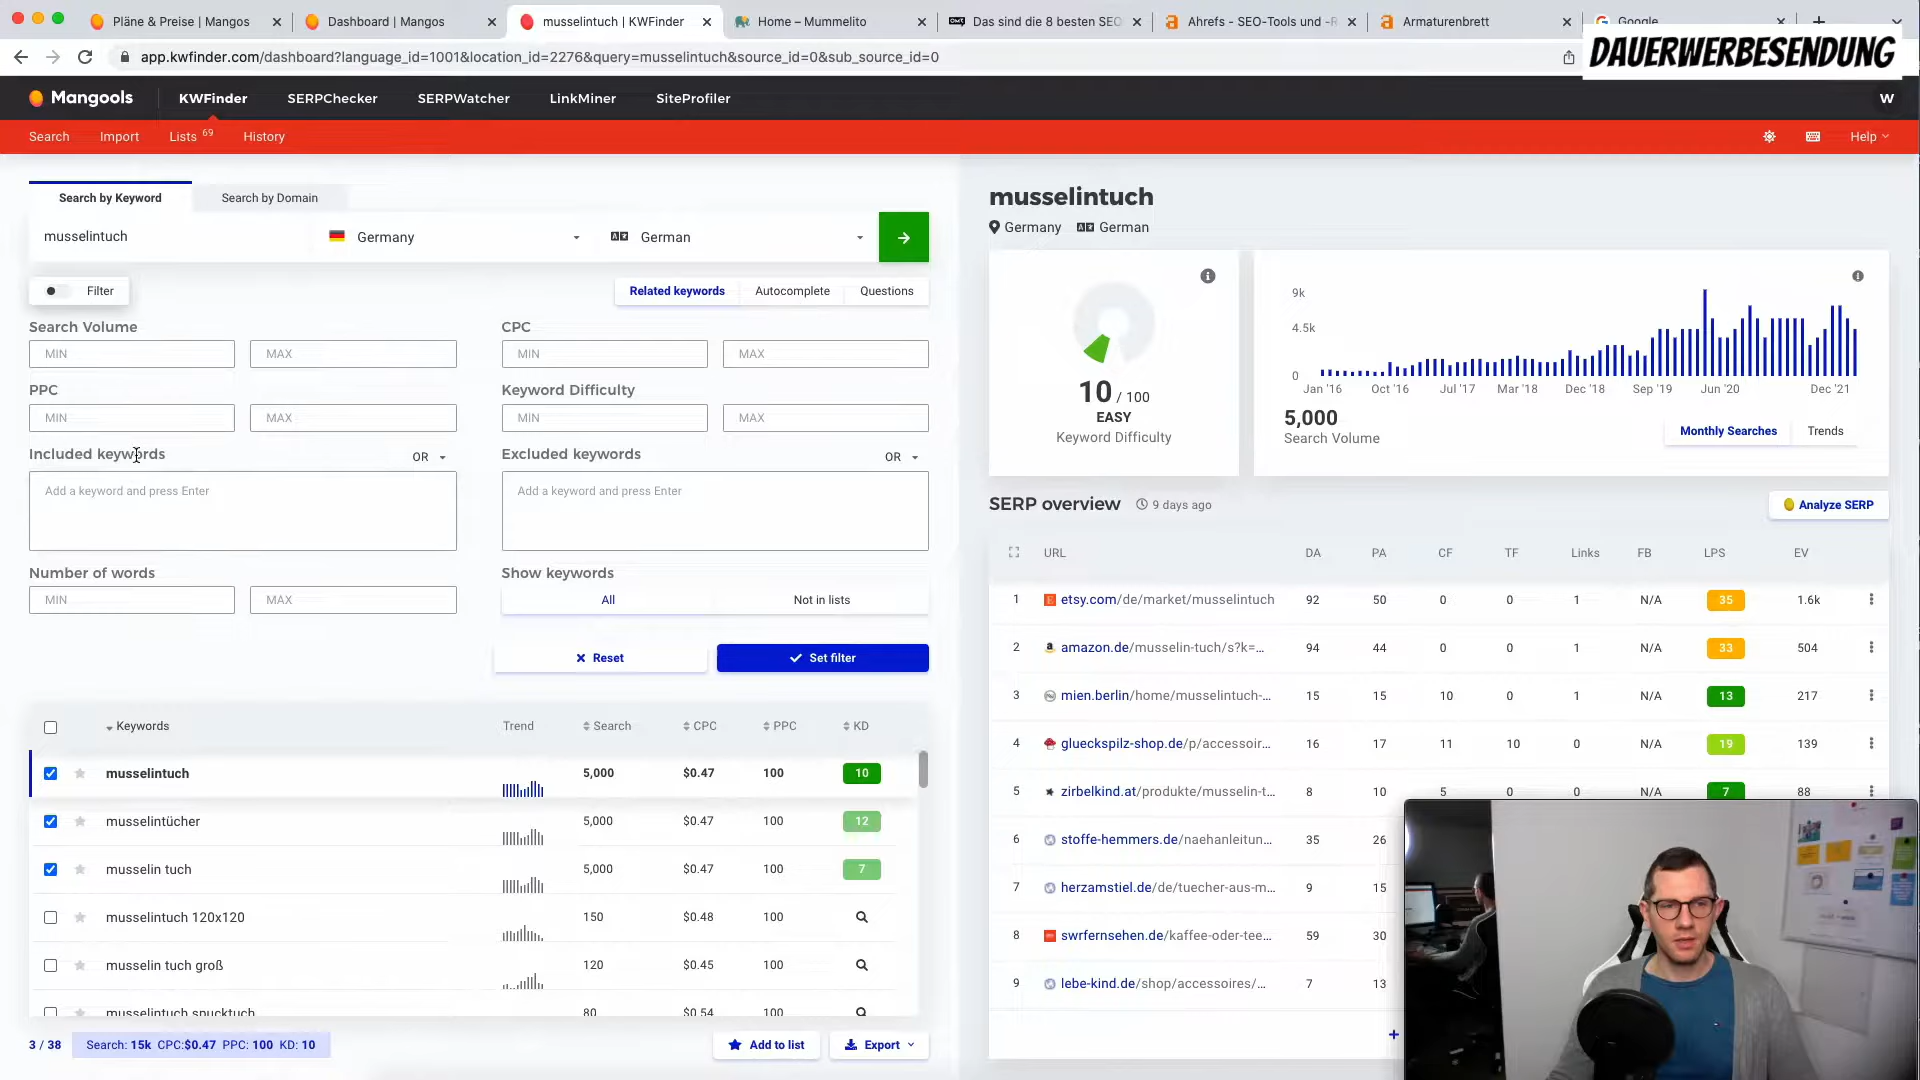 Pläne & Preise | Mangos
Dashboard | Mangos
musselintuch | KWFinder
Home – Mummelito
Das sind die 8 besten SEO
Ahrefs - SEO-Tools und -R
Armaturenbrett
Google
DAUERWERBESENDUNG
app.kwfinder.com/dashboard?language_id=1001&location_id=2276&query=musselintuch&source_id=0&sub_source_id=0
Mangools
KWFinder
SERPChecker
SERPWatcher
LinkMiner
SiteProfiler
W
Search
Import
Lists 69
History
Help
Search by Keyword
Search by Domain
musselintuch
Germany
German
Filter
Related keywords
Autocomplete
Questions
Search Volume
MIN
MAX
CPC
MIN
MAX
PPC
MIN
MAX
Keyword Difficulty
MIN
MAX
Included keywords
OR
Add a keyword and press Enter
Excluded keywords
OR
Add a keyword and press Enter
Number of words
MIN
MAX
Show keywords
All
Not in lists
Reset
Set filter
Keywords Trend Search CPC PPC KD
musselintuch 5,000 $0.47 100 10
musselintücher 5,000 $0.47 100 12
musselin tuch 5,000 $0.47 100 7
musselintuch 120x120 150 $0.48 100
musselin tuch groß 120 $0.45 100
musselintuch spucktuch 80 $0.54 100
3 / 38
Search: 15k CPC:$0.47 PPC: 100 KD: 10
Add to list
Export
musselintuch
Germany
German
10 / 100
EASY
Keyword Difficulty
9k
4.5k
0
Jan '16 Oct '16 Jul '17 Mar '18 Dec '18 Sep '19 Jun '20 Dec '21
5,000
Search Volume
Monthly Searches
Trends
SERP overview
9 days ago
Analyze SERP
URL DA PA CF TF Links FB LPS EV
1 etsy.com/de/market/musselintuch 92 50 0 0 1 N/A 35 1.6k
2 amazon.de/musselin-tuch/s?k=... 94 44 0 0 1 N/A 33 504
3 mien.berlin/home/musselintuch-... 15 15 10 0 1 N/A 13 217
4 glueckspilz-shop.de/p/accessoir... 16 17 11 10 0 N/A 19 139
5 zirbelkind.at/produkte/musselin-t... 8 10 5 0 0 N/A 7 88
6 stoffe-hemmers.de/naehanleitun... 35 26
7 herzamstiel.de/de/tuecher-aus-m... 9 15
8 swrfernsehen.de/kaffee-oder-tee... 59 30
9 lebe-kind.de/shop/accessoires/... 7 13